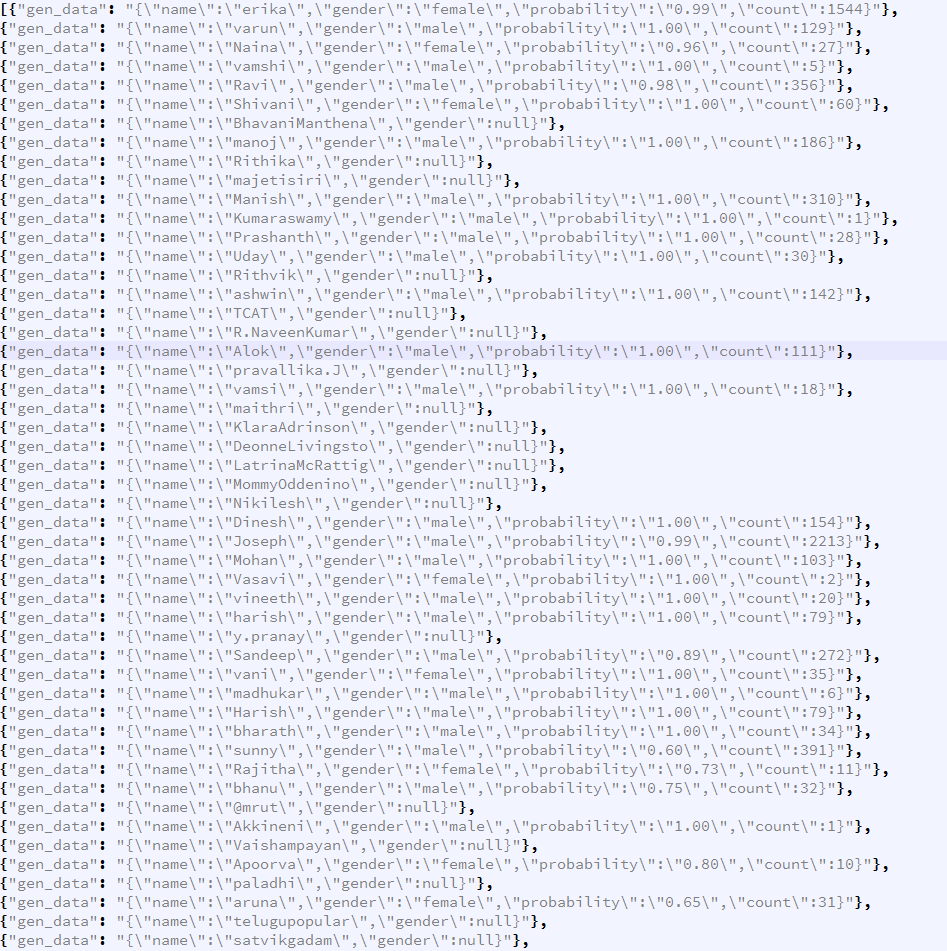 [{"gen_data": "{\"name\":\"erika\",\"gender\":\"female\",\"probability\":\"0.99\",\"count\":1544}"},
{"gen_data": "{\"name\":\"varun\",\"gender\":\"male\",\"probability\":\"1.00\",\"count\":129}"},
{"gen_data": "{\"name\":\"Naina\",\"gender\":\"female\",\"probability\":\"0.96\",\"count\":27}"},
{"gen_data": "{\"name\":\"vamshi\",\"gender\":\"male\",\"probability\":\"1.00\",\"count\":5}"},
{"gen_data": "{\"name\":\"Ravi\",\"gender\":\"male\",\"probability\":\"0.98\",\"count\":356}"},
{"gen_data": "{\"name\":\"Shivani\",\"gender\":\"female\",\"probability\":\"1.00\",\"count\":60}"},
{"gen_data": "{\"name\":\"BhavaniManthena\",\"gender\":null}"},
{"gen_data": "{\"name\":\"manoj\",\"gender\":\"male\",\"probability\":\"1.00\",\"count\":186}"},
{"gen_data": "{\"name\":\"Rithika\",\"gender\":null}"},
{"gen_data": "{\"name\":\"majetisiri\",\"gender\":null}"},
{"gen_data": "{\"name\":\"Manish\",\"gender\":\"male\",\"probability\":\"1.00\",\"count\":310}"},
{"gen_data": "{\"name\":\"Kumaraswamy\",\"gender\":\"male\",\"probability\":\"1.00\",\"count\":1}"},
{"gen_data": "{\"name\":\"Prashanth\",\"gender\":\"male\",\"probability\":\"1.00\",\"count\":28}"},
{"gen_data": "{\"name\":\"Uday\",\"gender\":\"male\",\"probability\":\"1.00\",\"count\":30}"},
{"gen_data": "{\"name\":\"Rithvik\",\"gender\":null}"},
{"gen_data": "{\"name\":\"ashwin\",\"gender\":\"male\",\"probability\":\"1.00\",\"count\":142}"},
{"gen_data": "{\"name\":\"TCAT\",\"gender\":null}"},
{"gen_data": "{\"name\":\"R.NaveenKumar\",\"gender\":null}"},
{"gen_data": "{\"name\":\"Alok\",\"gender\":\"male\",\"probability\":\"1.00\",\"count\":111}"},
{"gen_data": "{\"name\":\"pravallika.J\",\"gender\":null}"},
{"gen_data": "{\"name\":\"vamsi\",\"gender\":\"male\",\"probability\":\"1.00\",\"count\":18}"},
{"gen_data": "{\"name\":\"maithri\",\"gender\":null}"},
{"gen_data": "{\"name\":\"KlaraAdrinson\",\"gender\":null}"},
{"gen_data": "{\"name\":\"DeonneLivingsto\",\"gender\":null}"},
{"gen_data": "{\"name\":\"LatrinaMcRattig\",\"gender\":null}"},
{"gen_data": "{\"name\":\"MommyOddenino\",\"gender\":null}"},
{"gen_data": "{\"name\":\"Nikilesh\",\"gender\":null}"},
{"gen_data": "{\"name\":\"Dinesh\",\"gender\":\"male\",\"probability\":\"1.00\",\"count\":154}"},
{"gen_data": "{\"name\":\"Joseph\",\"gender\":\"male\",\"probability\":\"0.99\",\"count\":2213}"},
{"gen_data": "{\"name\":\"Mohan\",\"gender\":\"male\",\"probability\":\"1.00\",\"count\":103}"},
{"gen_data": "{\"name\":\"Vasavi\",\"gender\":\"female\",\"probability\":\"1.00\",\"count\":2}"},
{"gen_data": "{\"name\":\"vineeth\",\"gender\":\"male\",\"probability\":\"1.00\",\"count\":20}"},
{"gen_data": "{\"name\":\"harish\",\"gender\":\"male\",\"probability\":\"1.00\",\"count\":79}"},
{"gen_data": "{\"name\":\"y.pranay\",\"gender\":null}"},
{"gen_data": "{\"name\":\"Sandeep\",\"gender\":\"male\",\"probability\":\"0.89\",\"count\":272}"},
{"gen_data": "{\"name\":\"vani\",\"gender\":\"female\",\"probability\":\"1.00\",\"count\":35}"},
{"gen_data": "{\"name\":\"madhukar\",\"gender\":\"male\",\"probability\":\"1.00\",\"count\":6}"},
{"gen_data": "{\"name\":\"Harish\",\"gender\":\"male\",\"probability\":\"1.00\",\"count\":79}"},
{"gen_data": "{\"name\":\"bharath\",\"gender\":\"male\",\"probability\":\"1.00\",\"count\":34}"},
{"gen_data": "{\"name\":\"sunny\",\"gender\":\"male\",\"probability\":\"0.60\",\"count\":391}"},
{"gen_data": "{\"name\":\"Rajitha\",\"gender\":\"female\",\"probability\":\"0.73\",\"count\":11}"},
{"gen_data": "{\"name\":\"bhanu\",\"gender\":\"male\",\"probability\":\"0.75\",\"count\":32}"},
{"gen_data": "{\"name\":\"@mrut\",\"gender\":null}"},
{"gen_data": "{\"name\":\"Akkineni\",\"gender\":\"male\",\"probability\":\"1.00\",\"count\":1}"},
{"gen_data": "{\"name\":\"Vaishampayan\",\"gender\":null}"},
{"gen_data": "{\"name\":\"Apoorva\",\"gender\":\"female\",\"probability\":\"0.80\",\"count\":10}"},
{"gen_data": "{\"name\":\"paladhi\",\"gender\":null}"},
{"gen_data": "{\"name\":\"aruna\",\"gender\":\"female\",\"probability\":\"0.65\",\"count\":31}"},
{"gen_data": "{\"name\":\"telugupopular\",\"gender\":null}"},
{"gen_data": "{\"name\":\"satvikgadam\",\"gender\":null}"},